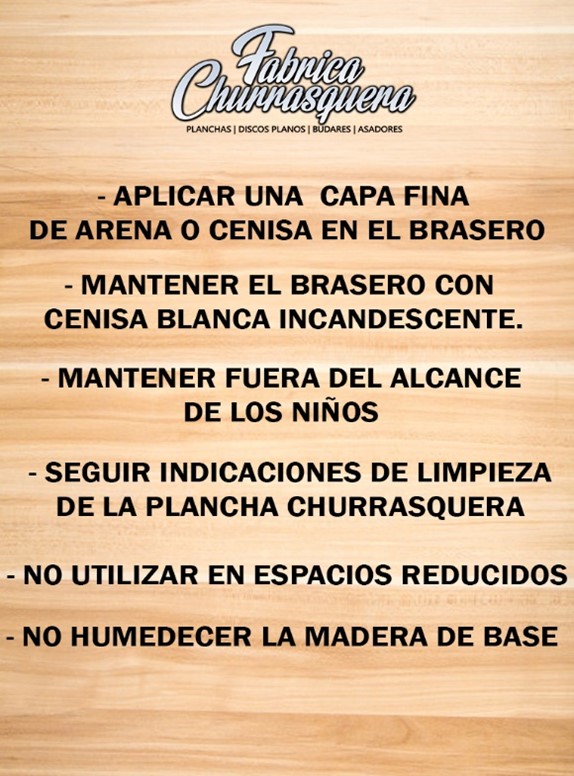 Fabrica
Churrasquera
PLANCHAS | DISCOS PLANOS | BUDARES | ASADORES
- APLICAR UNA CAPA FINA
DE ARENA O CENISA EN EL BRASERO
- MANTENER EL BRASERO CON
CENISA BLANCA INCANDESCENTE.
- MANTENER FUERA DEL ALCANCE
DE LOS NIÑOS
- SEGUIR INDICACIONES DE LIMPIEZA
DE LA PLANCHA CHURRASQUERA
- NO UTILIZAR EN ESPACIOS REDUCIDOS
- NO HUMEDECER LA MADERA DE BASE